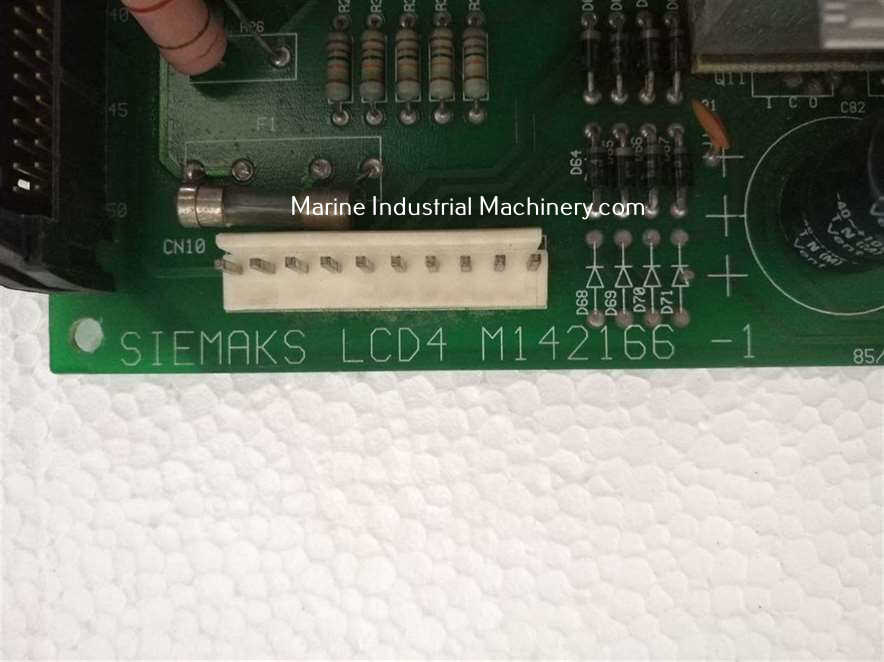 40
RP6
45
Q11
I C O
C82
F1
D64
50
Marine Industrial Machinery.com
CN10
D68
D69
D70
D71
SIEMAKS LCD4 M142166 -1
85/